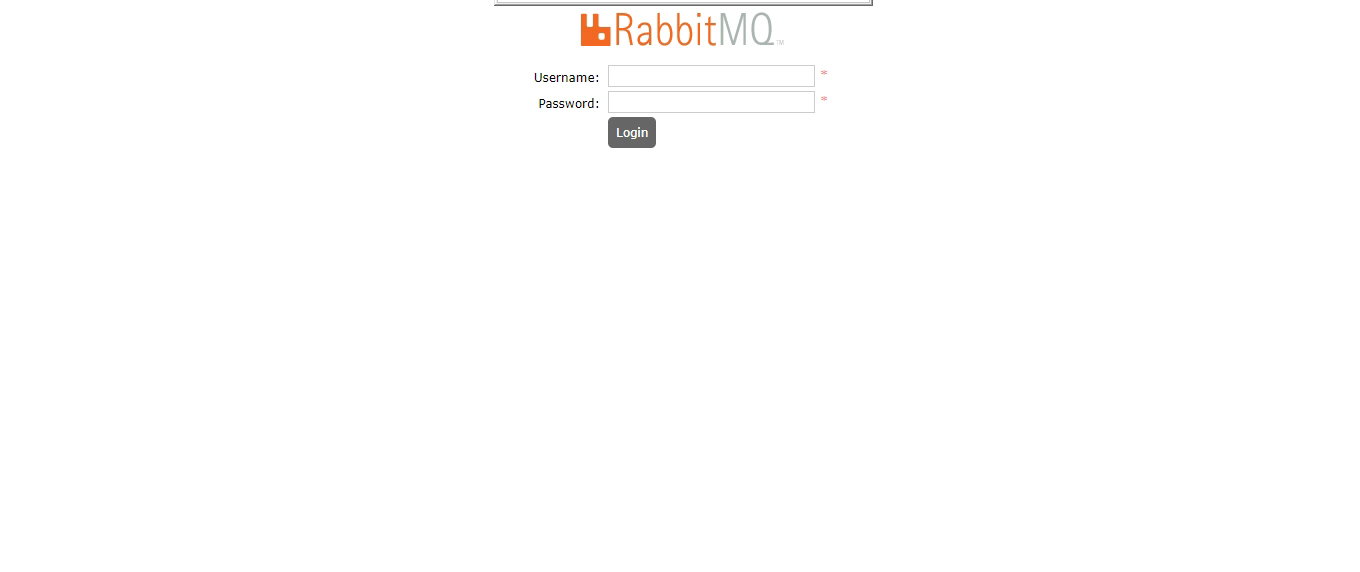 RabbitMQ TM
Username: *
Password: *
Login